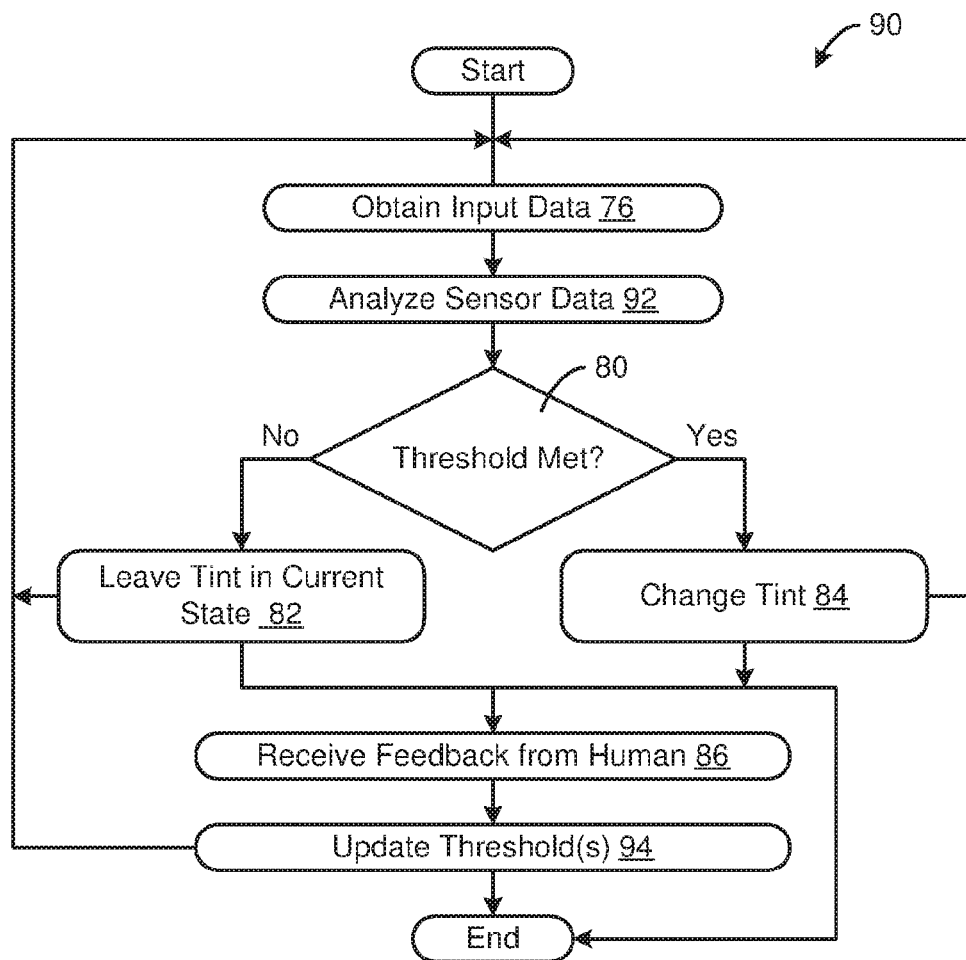 90
Start
Obtain Input Data 76
Analyze Sensor Data 92
80
No
Yes
Threshold Met?
Leave Tint in Current
State 82
Change Tint 84
Receive Feedback from Human 86
Update Threshold(s) 94
End